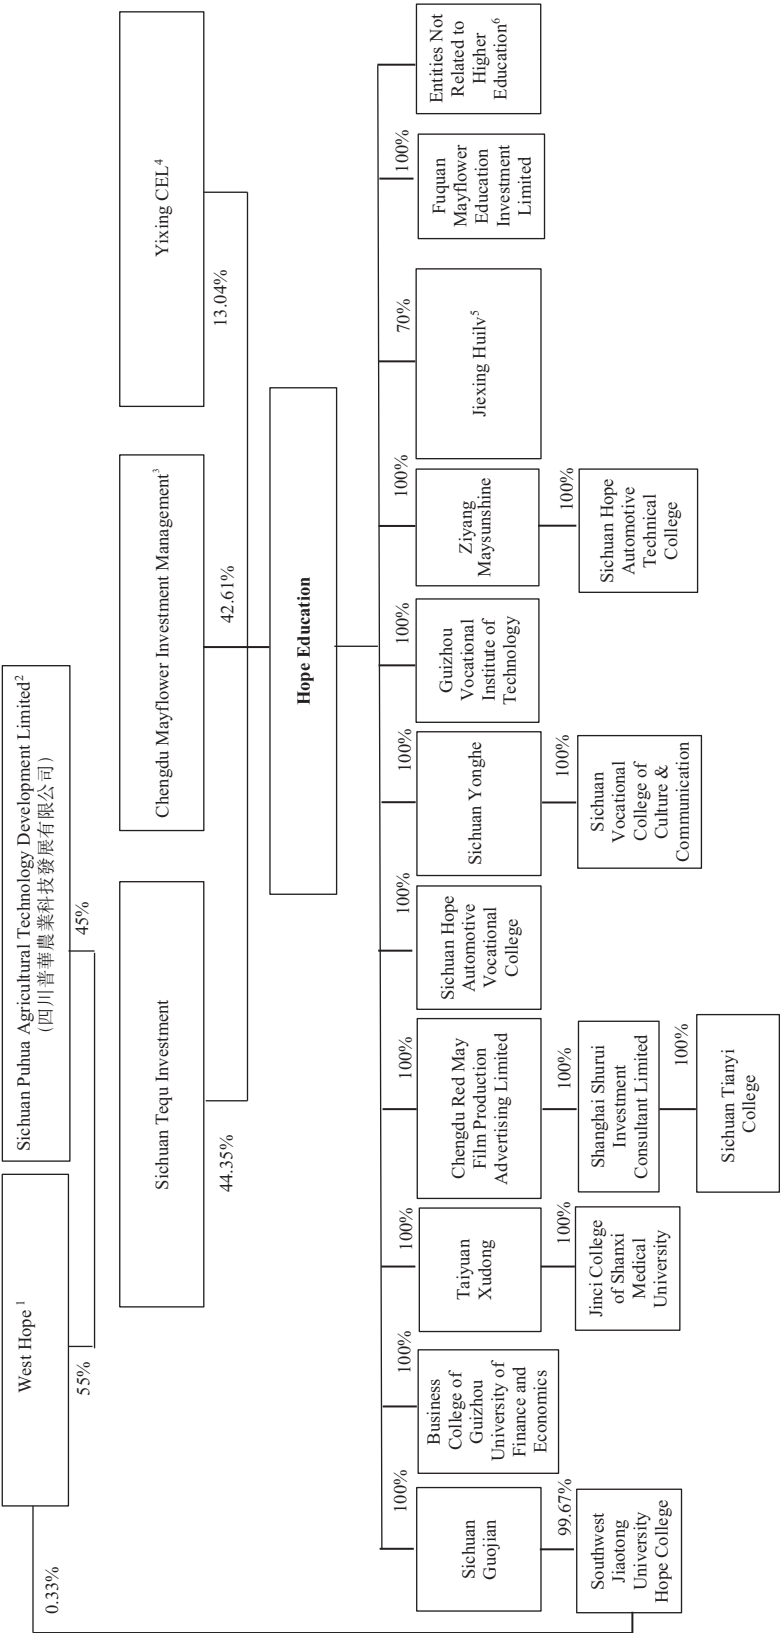 West Hope 1
Sichuan Puhua Agricultural Technology Development Limited2
(四川普華農業科技發展有限公司)
0.33%
55%
45%
Sichuan Tequ Investment
Chengdu Mayflower Investment Management3
Yixing CEL4
44.35%
42.61%
13.04%
Hope Education
100%
100%
100%
100%
100%
100%
100%
100%
70%
100%
Sichuan
Guojian
Business
College of
Guizhou
University of
Finance and
Economics
Taiyuan
Xudong
Chengdu Red May
Film Production
Advertising Limited
Sichuan Hope
Automotive
Vocational
College
Sichuan Yonghe
Guizhou
Vocational
Institute of
Technology
Ziyang
Maysunshine
Jiexing Huilv5
Fuquan
Mayflower
Education
Investment
Limited
Entities Not
Related to
Higher
Education6
99.67%
100%
100%
100%
100%
Southwest
Jiaotong
University
Hope College
Jinci College
of Shanxi
Medical
University
Shanghai Shurui
Investment
Consultant Limited
Sichuan
Vocational
College of
Culture &
Communication
Sichuan Hope
Automotive
Technical
College
100%
Sichuan Tianyi
College